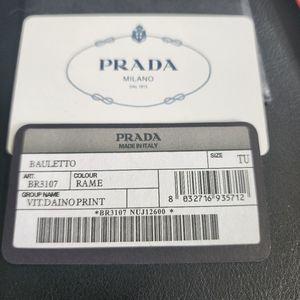 PRADA
MILANO
DAL 1913
PRADA
MADE IN ITALY
BAULETTO
SIZE TU
ART. COLOUR
BR3107 RAME
GROUP NAME
VIT.DAINO PRINT
8 032716 935712
*BR3107 NUJ12600 *